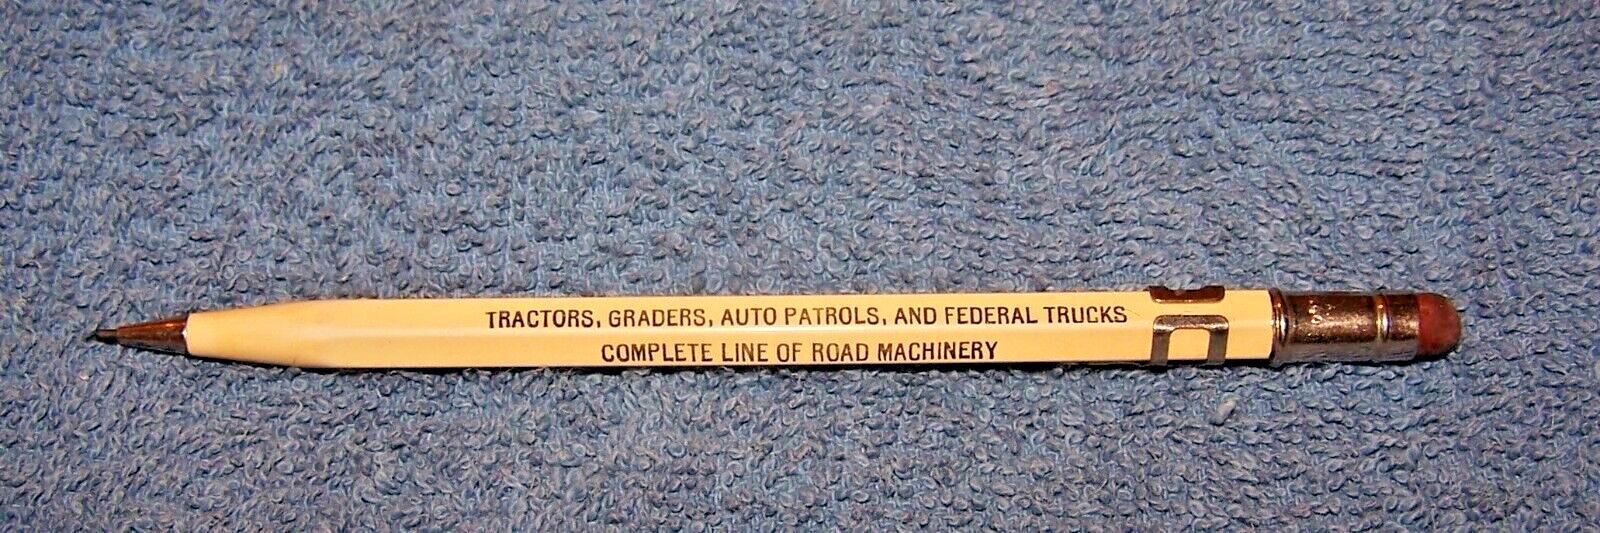 TRACTORS, GRADERS, AUTO PATROLS, AND FEDERAL TRUCKS
COMPLETE LINE OF ROAD MACHINERY